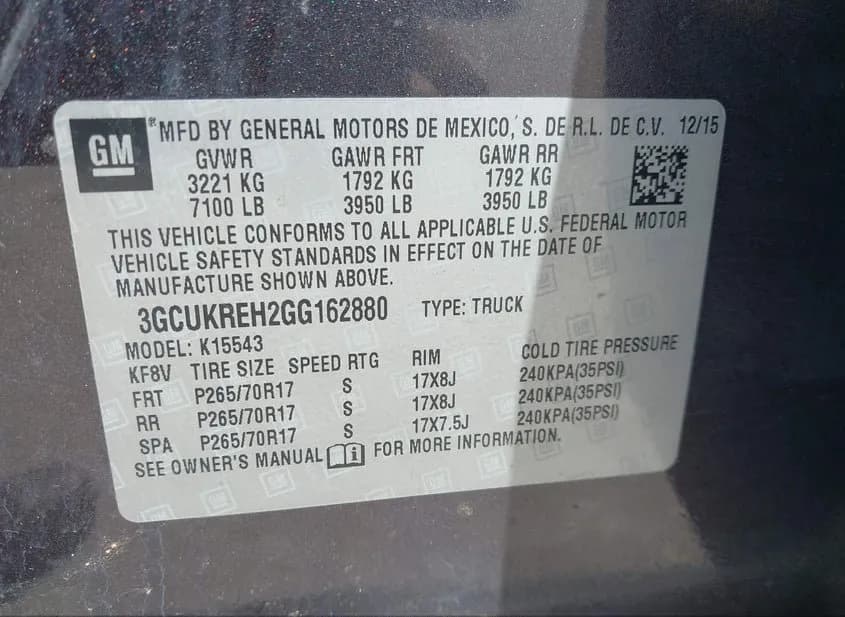 GM
MFD BY GENERAL MOTORS DE MEXICO, S. DE R.L. DE C.V. 12/15
GVWR GAWR FRT GAWR RR
3221 KG 1792 KG 1792 KG
7100 LB 3950 LB 3950 LB
THIS VEHICLE CONFORMS TO ALL APPLICABLE U.S. FEDERAL MOTOR
VEHICLE SAFETY STANDARDS IN EFFECT ON THE DATE OF
MANUFACTURE SHOWN ABOVE.
3GCUKREH2GG162880 TYPE: TRUCK
MODEL: K15543
KF8V TIRE SIZE SPEED RTG RIM COLD TIRE PRESSURE
FRT P265/70R17 S 17X8J 240KPA(35PSI)
RR P265/70R17 S 17X8J 240KPA(35PSI)
SPA P265/70R17 S 17X7.5J 240KPA(35PSI)
SEE OWNER'S MANUAL FOR MORE INFORMATION.